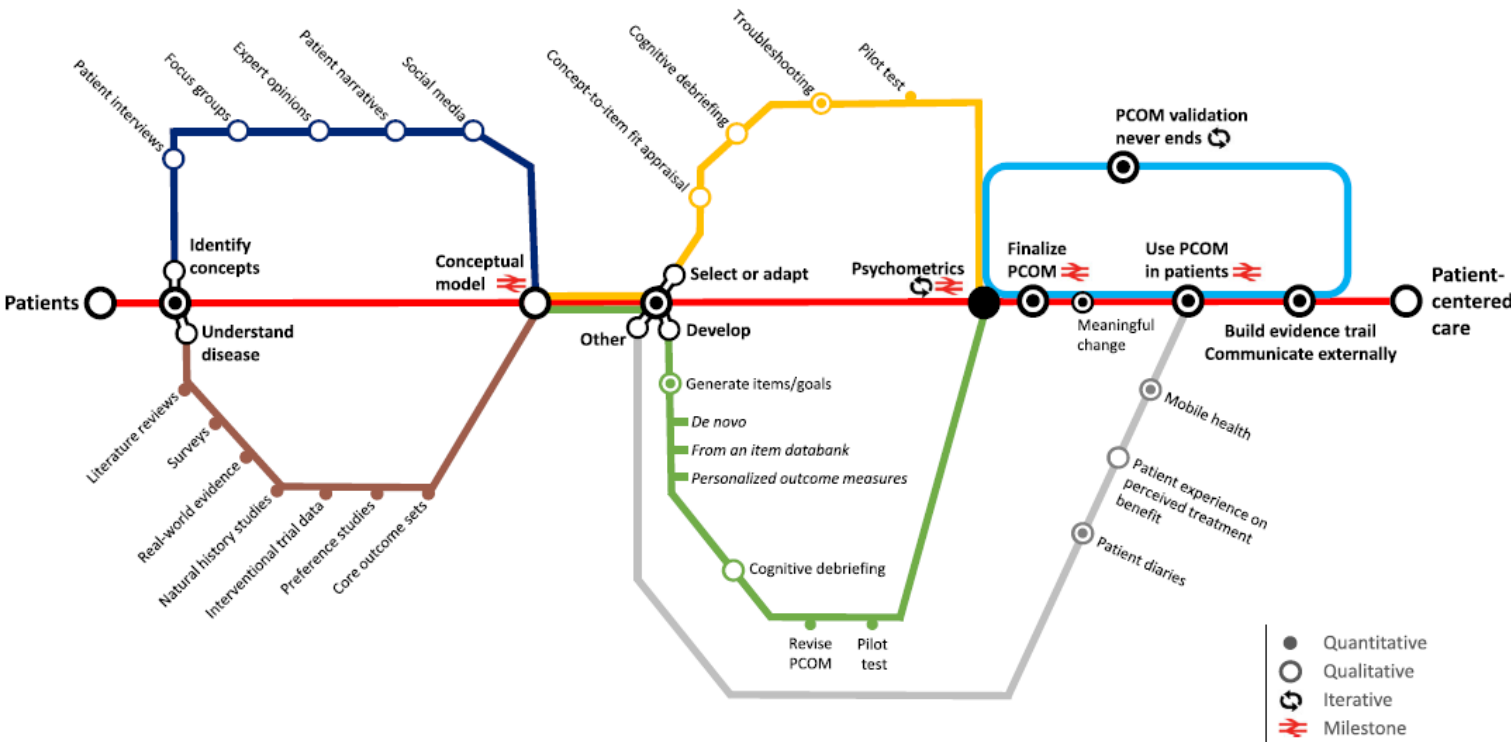 Patient interviews
Focus groups
Expert opinions
Patient narratives
Social media
Concept-to-item fit appraisal
Cognitive debriefing
Troubleshooting
Pilot test
PCOM validation
never ends
Identify
concepts
Conceptual
model
Select or adapt
Psychometrics
Finalize
PCOM
Use PCOM
in patients
Patients
Patient-
centered
care
Understand
disease
Other
Develop
Meaningful
change
Build evidence trail
Communicate externally
Literature reviews
Surveys
Real-world evidence
Natural history studies
Interventional trial data
Preference studies
Core outcome sets
Generate items/goals
De novo
From an item databank
Personalized outcome measures
Cognitive debriefing
Revise
PCOM
Pilot
test
Mobile health
Patient experience on
perceived treatment
benefit
Patient diaries
Quantitative
Qualitative
Iterative
Milestone